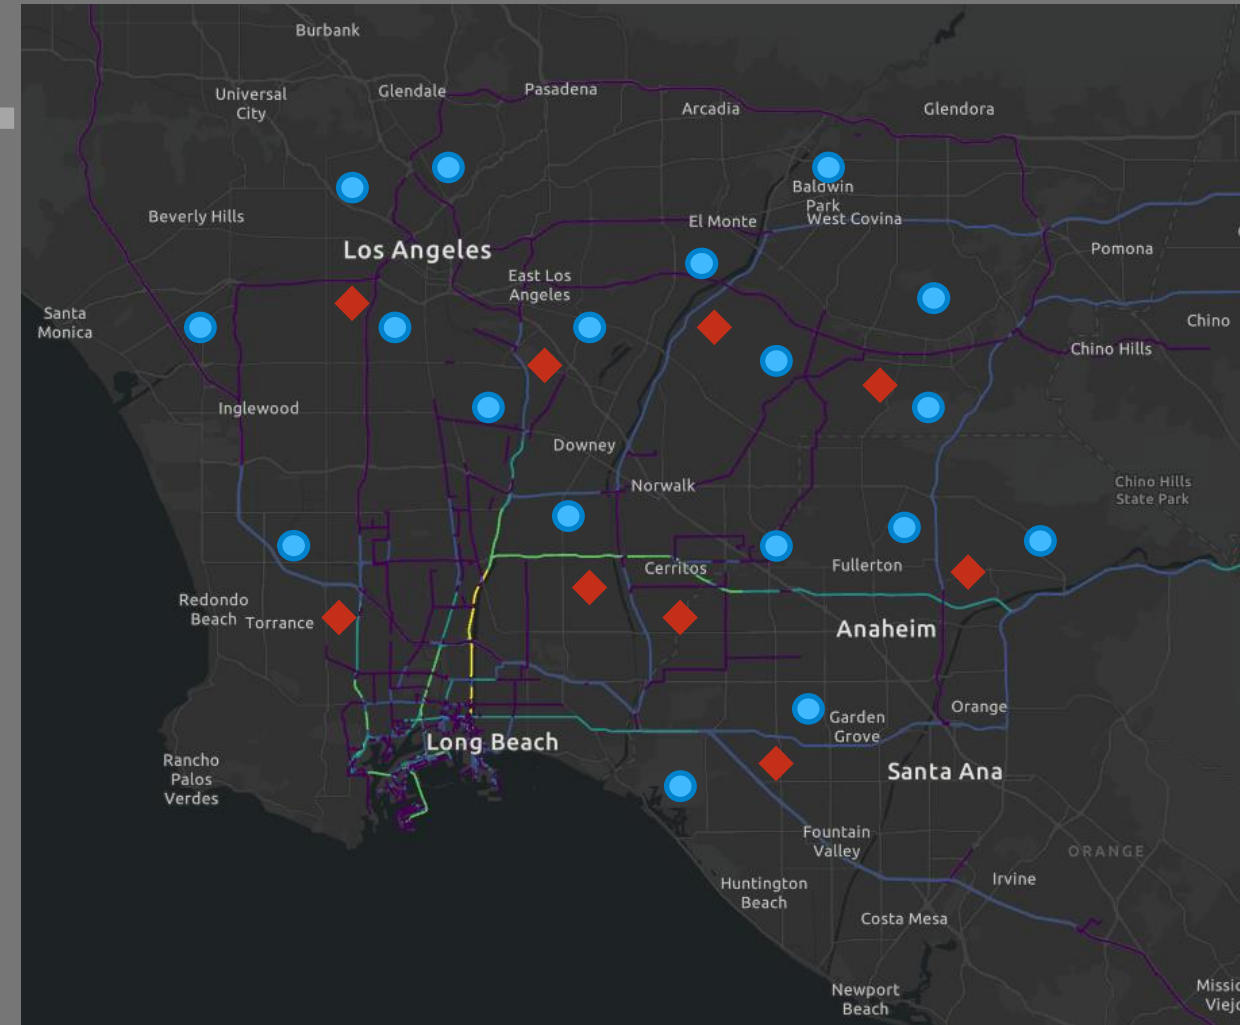 Burbank
Universal
City
Glendale
Pasadena
Arcadia
Glendora
Beverly Hills
Baldwin
Park
West Covina
El Monte
Los Angeles
Pomona
East Los
Angeles
Santa
Monica
Chino
Chino Hills
Inglewood
Downey
Norwalk
Chino Hills
State Park
Cerritos
Fullerton
Redondo
Beach
Torrance
Anaheim
Orange
Garden
Grove
Long Beach
Rancho
Palos
Verdes
Santa Ana
Fountain
Valley
ORANGE
Huntington
Beach
Irvine
Costa Mesa
Newport
Beach
Missio
Viejo